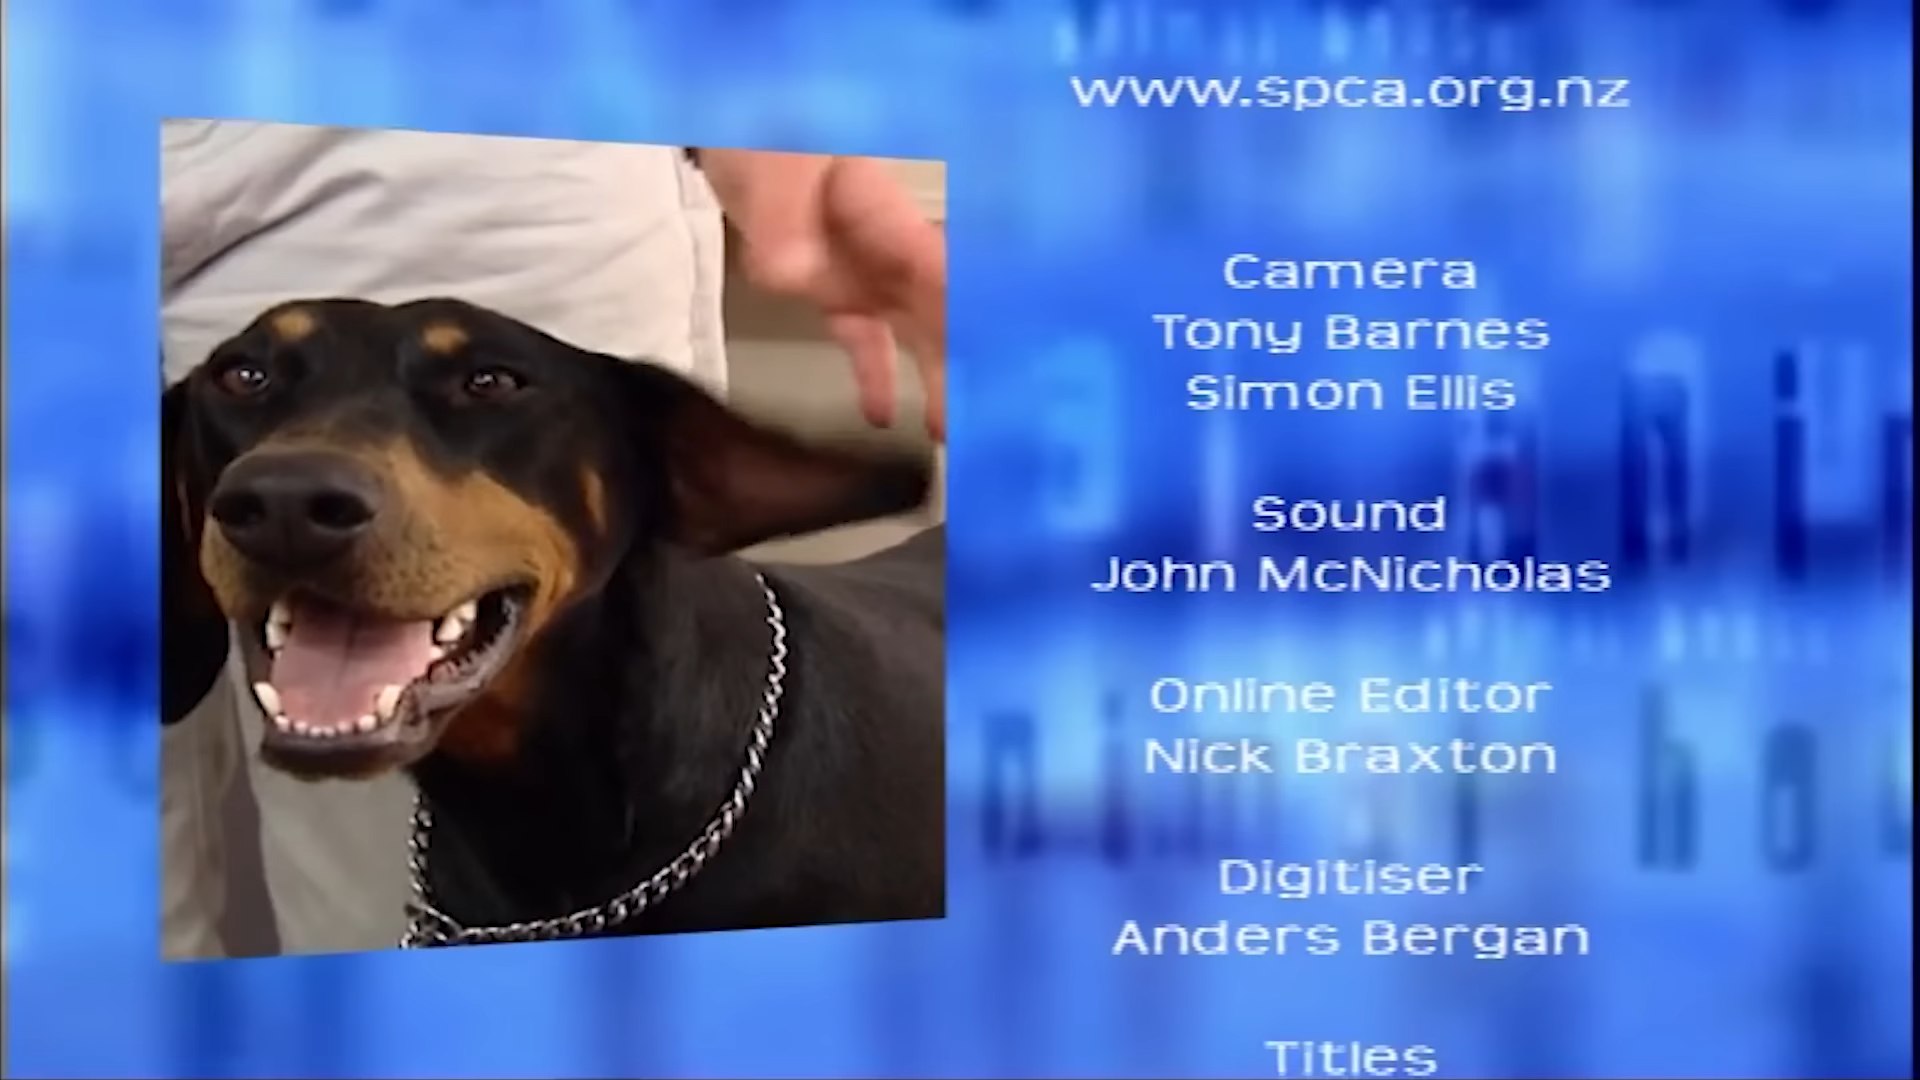 www.spca.org.nz
Camera
Tony Barnes
Simon Ellis
Sound
John McNicholas
Online Editor
Nick Braxton
Digitiser
Anders Bergan
Titles